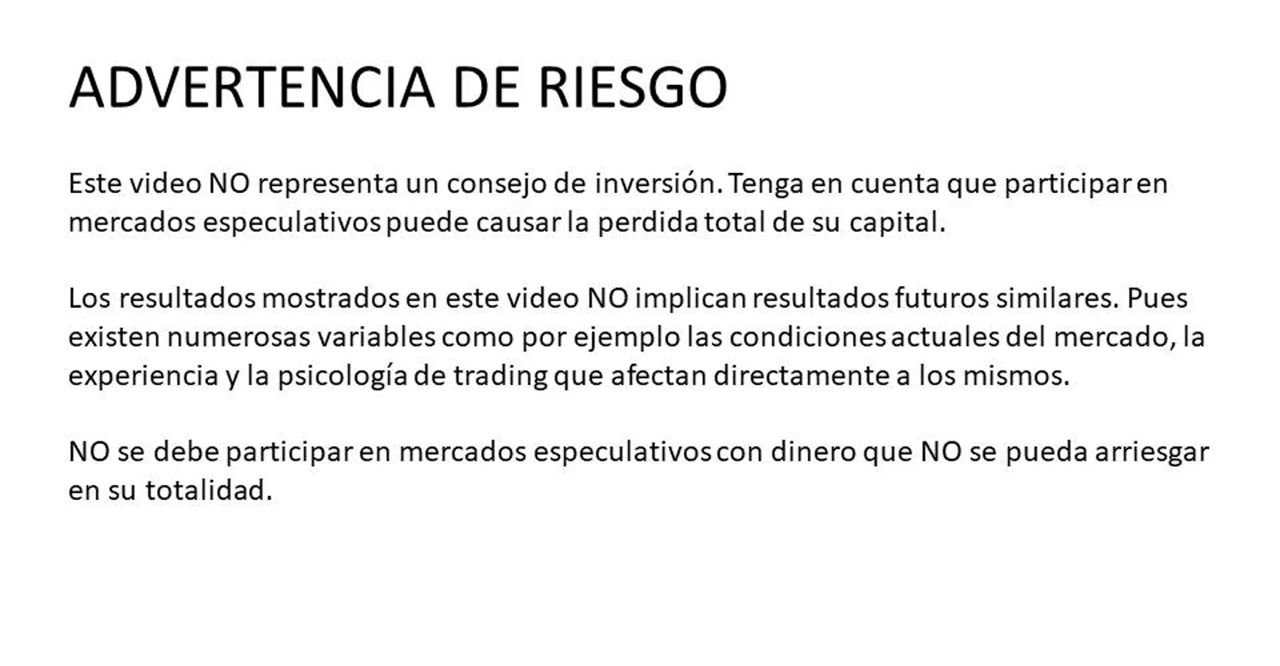 ADVERTENCIA DE RIESGO
Este video NO representa un consejo de inversión. Tenga en cuenta que participar en
mercados especulativos puede causar la perdida total de su capital.
Los resultados mostrados en este video NO implican resultados futuros similares. Pues
existen numerosas variables como por ejemplo las condiciones actuales del mercado, la
experiencia y la psicología de trading que afectan directamente a los mismos.
NO se debe participar en mercados especulativos con dinero que NO se pueda arriesgar
en su totalidad.